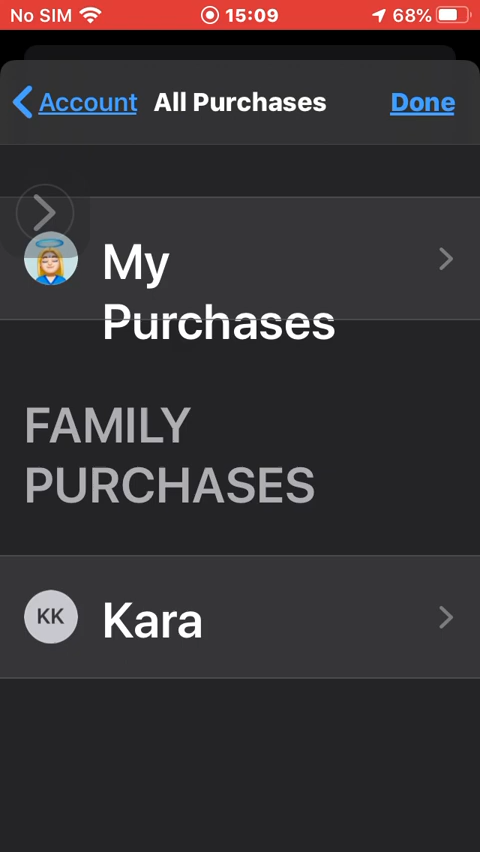 No SIM 15:09 68%
Account All Purchases Done
My
Purchases
FAMILY
PURCHASES
KK Kara